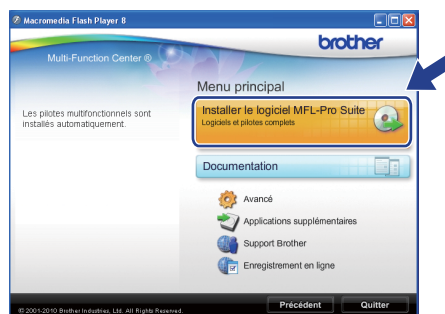 Macromedia Flash Player 8
brother
Multi-Function Center ®
Menu principal
Les pilotes multifonctionnels sont
installés automatiquement.
Installer le logiciel MFL-Pro Suite
Logiciels et pilotes complets
Documentation
Avancé
Applications supplémentaires
Support Brother
Enregistrement en ligne
© 2001-2010 Brother Industries, Ltd. All Rights Reserved.
Précédent
Quitter